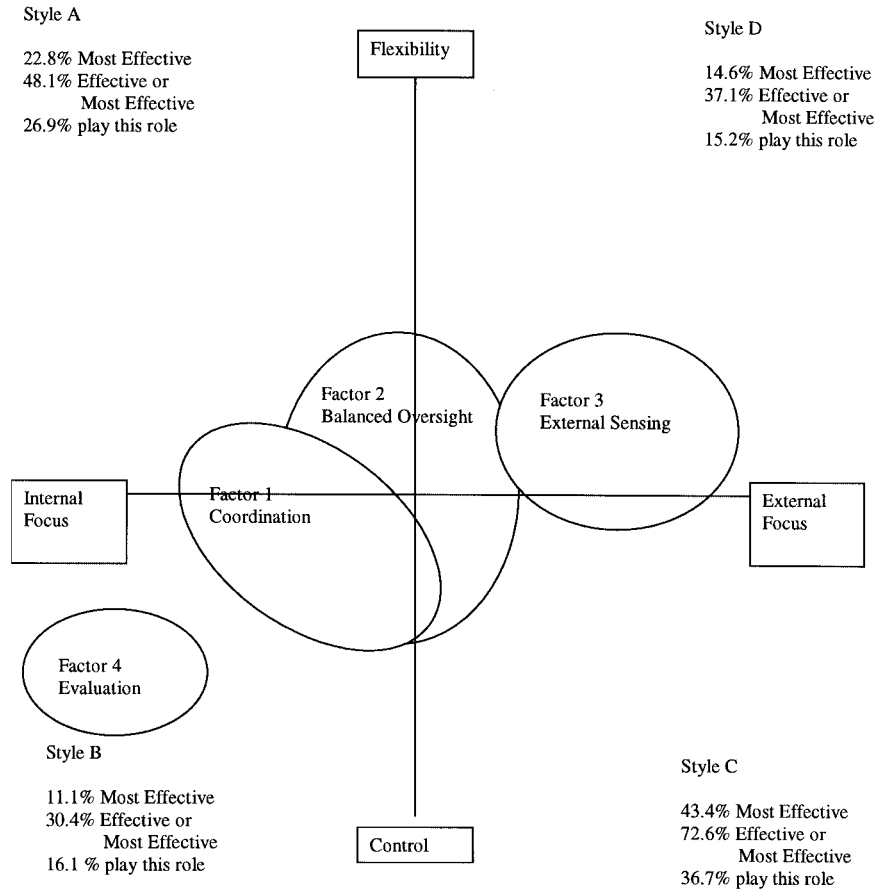 Style A
22.8% Most Effective
48.1% Effective or
Most Effective
26.9% play this role
Flexibility
Style D
14.6% Most Effective
37.1% Effective or
Most Effective
15.2% play this role
Factor 2
Balanced Oversight
Factor 3
External Sensing
Internal
Focus
Factor 1
Coordination
External
Focus
Factor 4
Evaluation
Style B
11.1% Most Effective
30.4% Effective or
Most Effective
16.1 % play this role
Control
Style C
43.4% Most Effective
72.6% Effective or
Most Effective
36.7% play this role